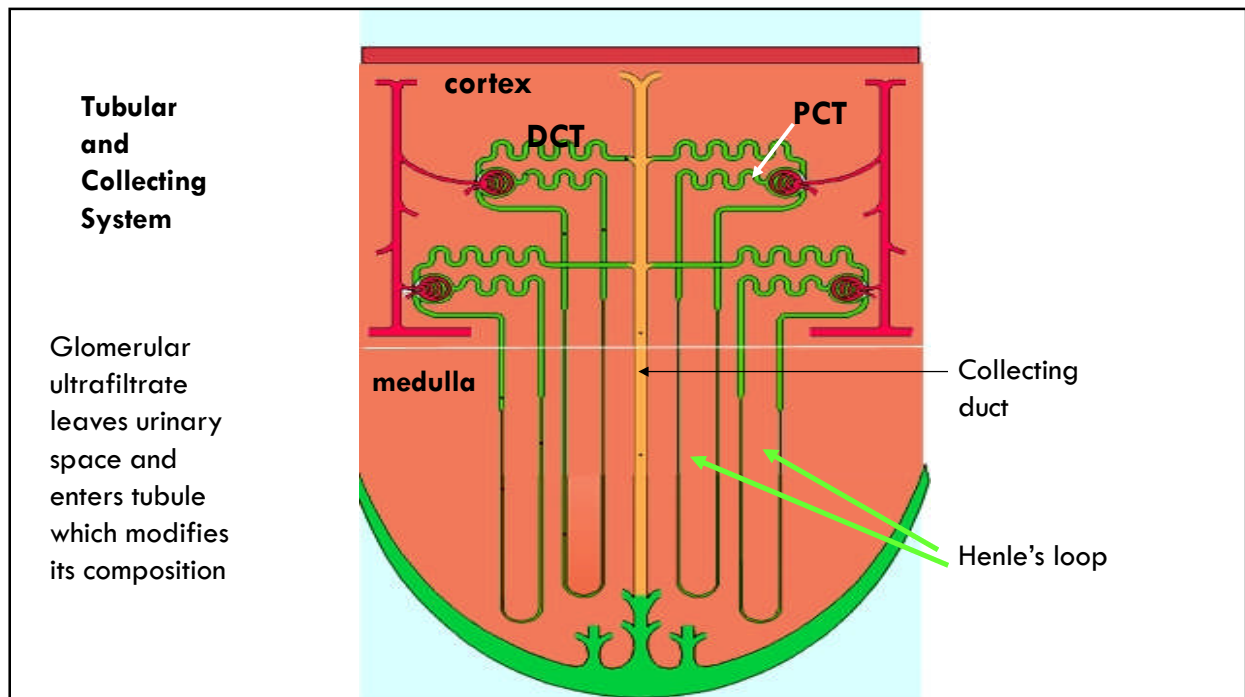 Tubular
and
Collecting
System
Glomerular
ultrafiltrate
leaves urinary
space and
enters tubule
which modifies
its composition
cortex
DCT
PCT
medulla
Collecting
duct
Henle’s loop